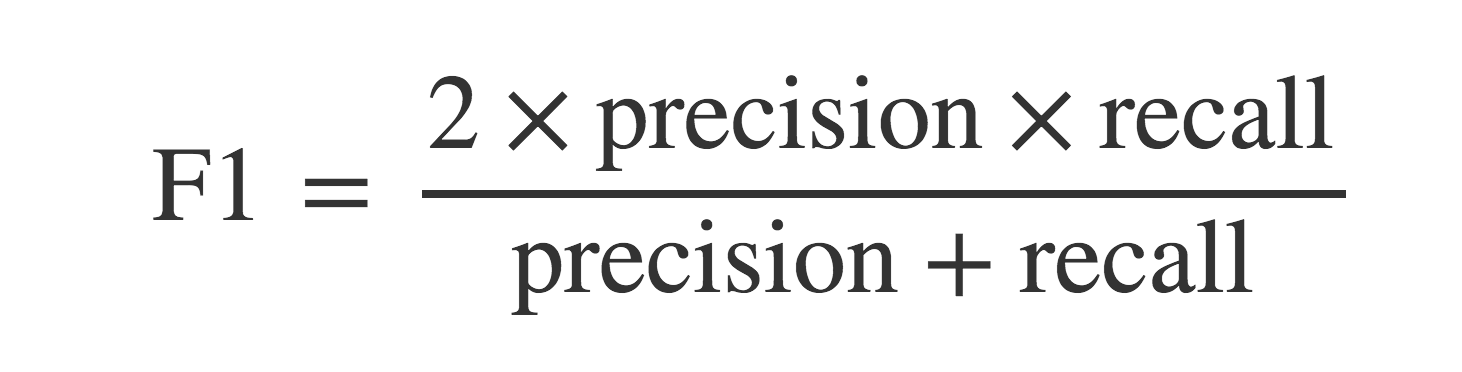 F1 = 2 × precision × recall
precision + recall